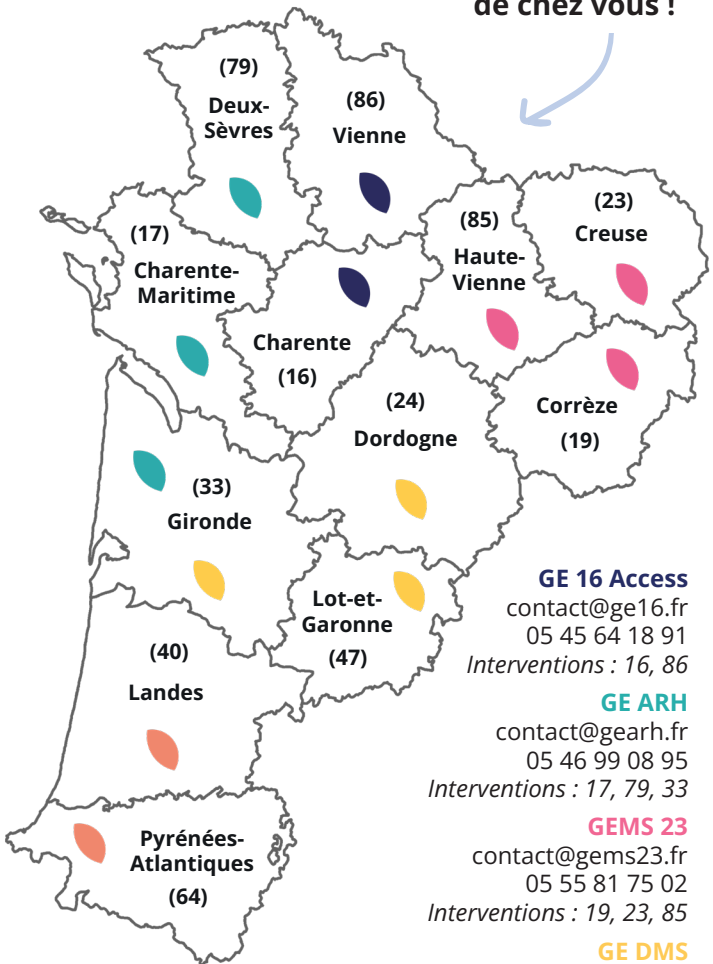 de chez vous !
(79)
Deux-
Sèvres
(86)
Vienne
(17)
Charente-
Maritime
(85)
Haute-
Vienne
(23)
Creuse
Charente
(16)
(24)
Dordogne
Corrèze
(19)
(33)
Gironde
Lot-et-
Garonne
(47)
(40)
Landes
Pyrénées-
Atlantiques
(64)
GE 16 Access
contact@ge16.fr
05 45 64 18 91
Interventions : 16, 86
GE ARH
contact@gearh.fr
05 46 99 08 95
Interventions : 17, 79, 33
GEMS 23
contact@gems23.fr
05 55 81 75 02
Interventions : 19, 23, 85
GE DMS